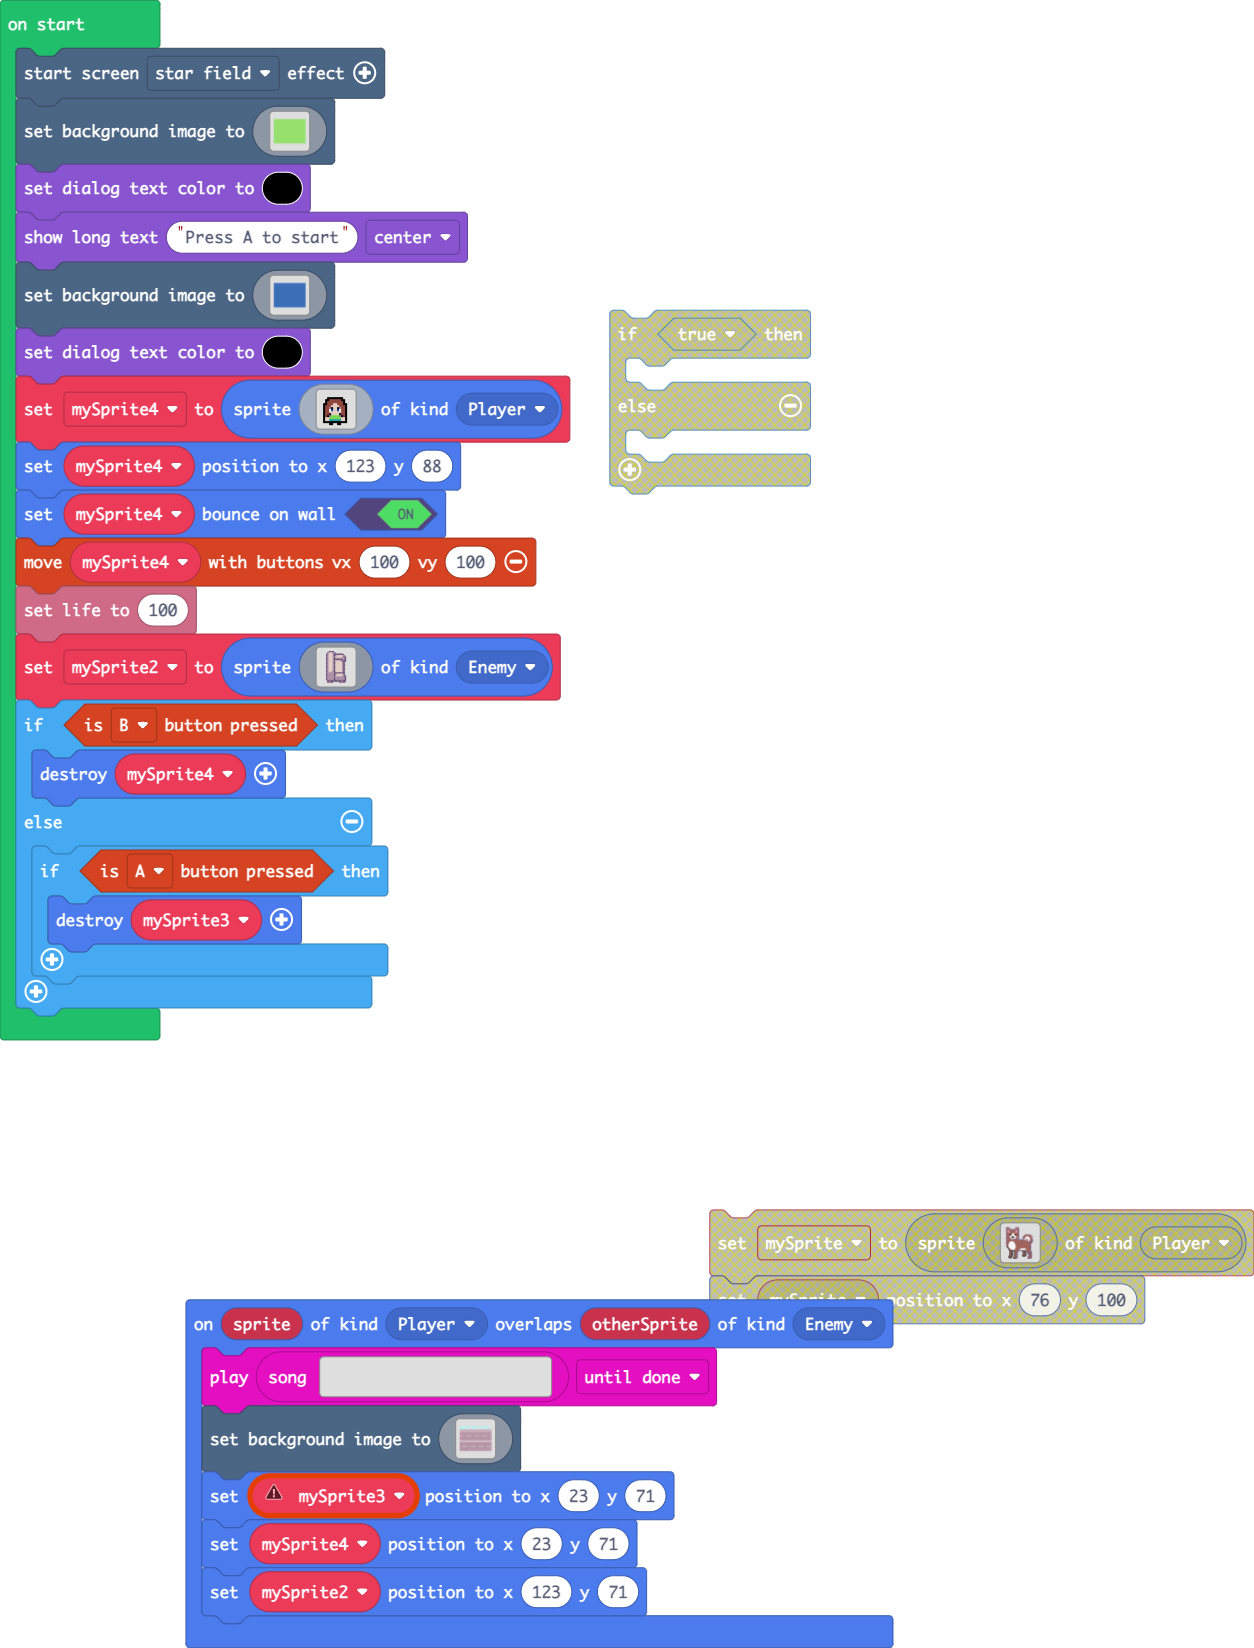 on start
start screen star field effect
set background image to
set dialog text color to
show long text "Press A to start" center
set background image to
set dialog text color to
set mySprite4 to sprite of kind Player
set mySprite4 position to x 123 y 88
set mySprite4 bounce on wall ON
move mySprite4 with buttons vx 100 vy 100
set life to 100
set mySprite2 to sprite of kind Enemy
if is B button pressed then
destroy mySprite4
else
if is A button pressed then
destroy mySprite3
if true then
else
set mySprite to sprite of kind Player
set mySprite position to x 76 y 100
on sprite of kind Player overlaps otherSprite of kind Enemy
play song until done
set background image to
set mySprite3 position to x 23 y 71
set mySprite4 position to x 23 y 71
set mySprite2 position to x 123 y 71